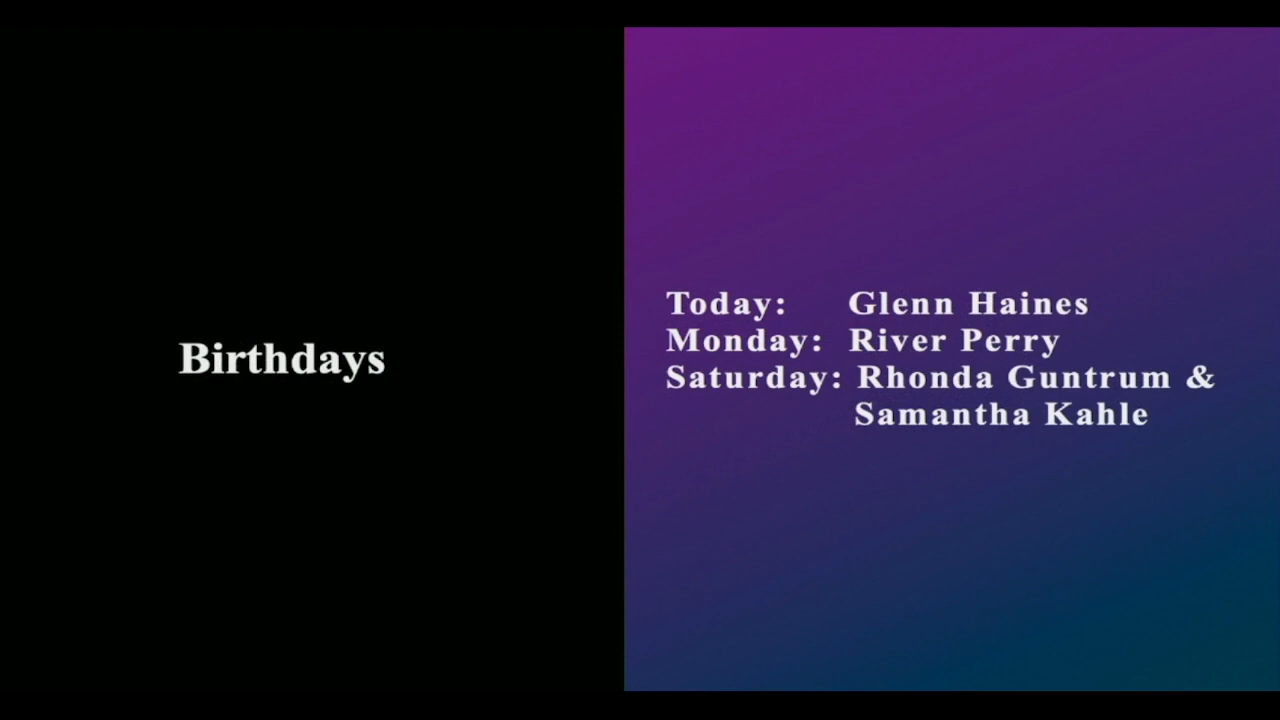 Birthdays
Today: Glenn Haines
Monday: River Perry
Saturday: Rhonda Guntrum &
Samantha Kahle